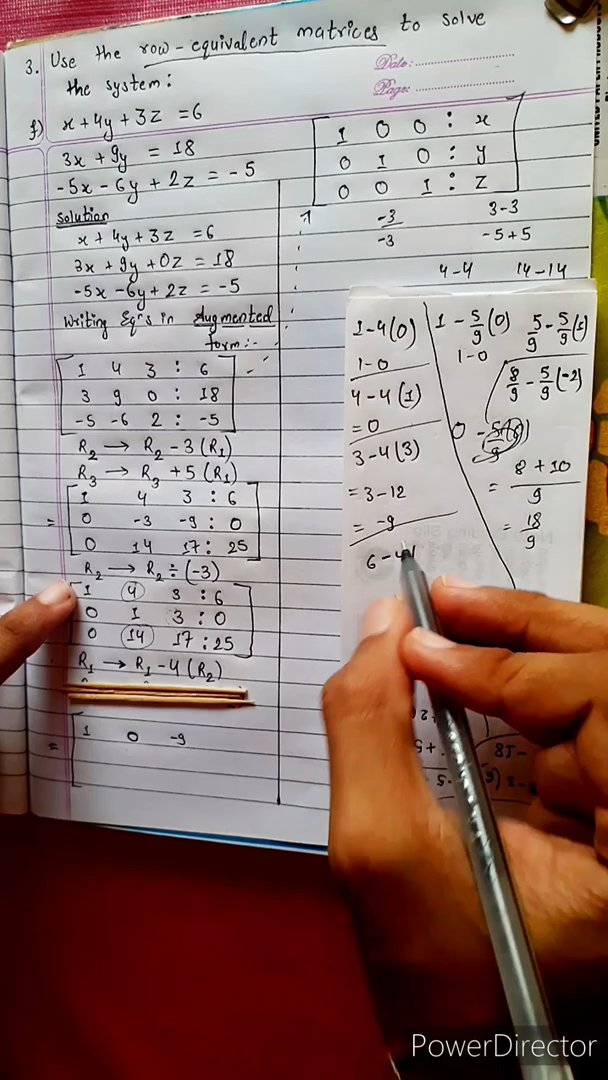 3. Use the row-equivalent matrices to solve
the system:
Date:
Page:
f) x + 4y + 3z = 6
3x + 9y = 18
-5x - 6y + 2z = -5
1 0 0 : x
0 1 0 : y
0 0 1 : z
Solution
x + 4y + 3z = 6
3x + 9y + 0z = 18
-5x - 6y + 2z = -5
Writing Eqⁿs in Augmented
form:-
1 4 3 : 6
3 9 0 : 18
-5 -6 2 : -5
R₂ → R₂ - 3(R₁)
R₃ → R₃ + 5(R₁)
= 1 4 3 : 6
0 -3 -9 : 0
0 14 17 : 25
R₂ → R₂ ÷ (-3)
1 4 3 : 6
0 1 3 : 0
0 14 17 : 25
R₁ → R₁ - 4(R₂)
= 1 0 -9
-3/-3
3-3
-5+5
4-4 14-14
1-4(0)
1-0
4-4(1)
=0
3-4(3)
=3-12
=-9
6-4
1 - 5/9(0)
1-0
5/9 - 5/9(1)
8/9 - 5/9(-2)
= 8+10/9
= 18/9
PowerDirector